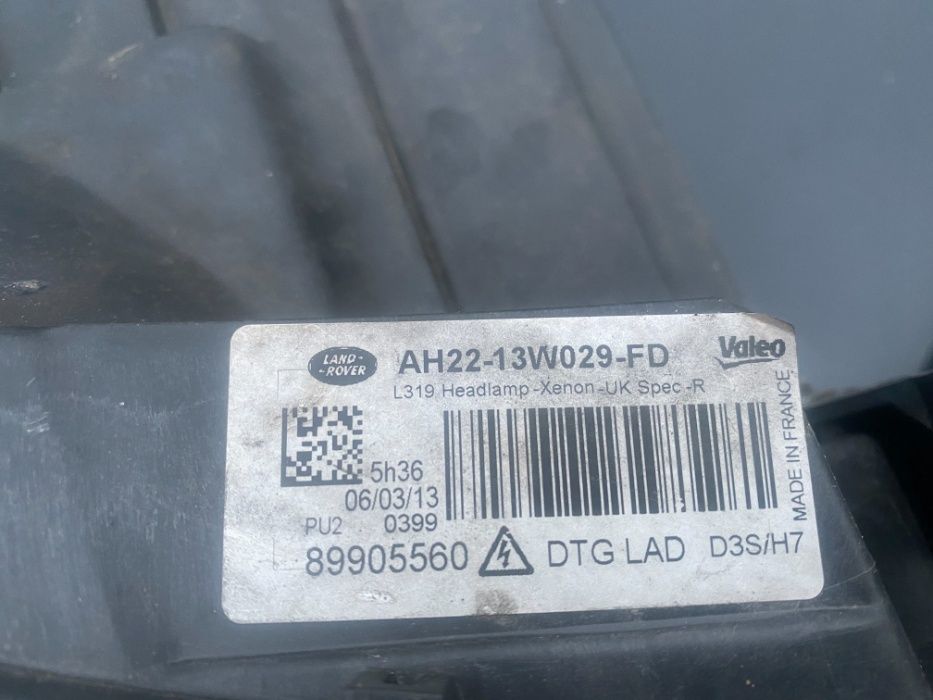 LAND-
-ROVER
AH22-13W029-FD
Valeo
L319 Headlamp -Xenon -UK Spec -R
5h36
06/03/13
PU2 0399
89905560
DTG LAD D3S/H7
MADE IN FRANCE